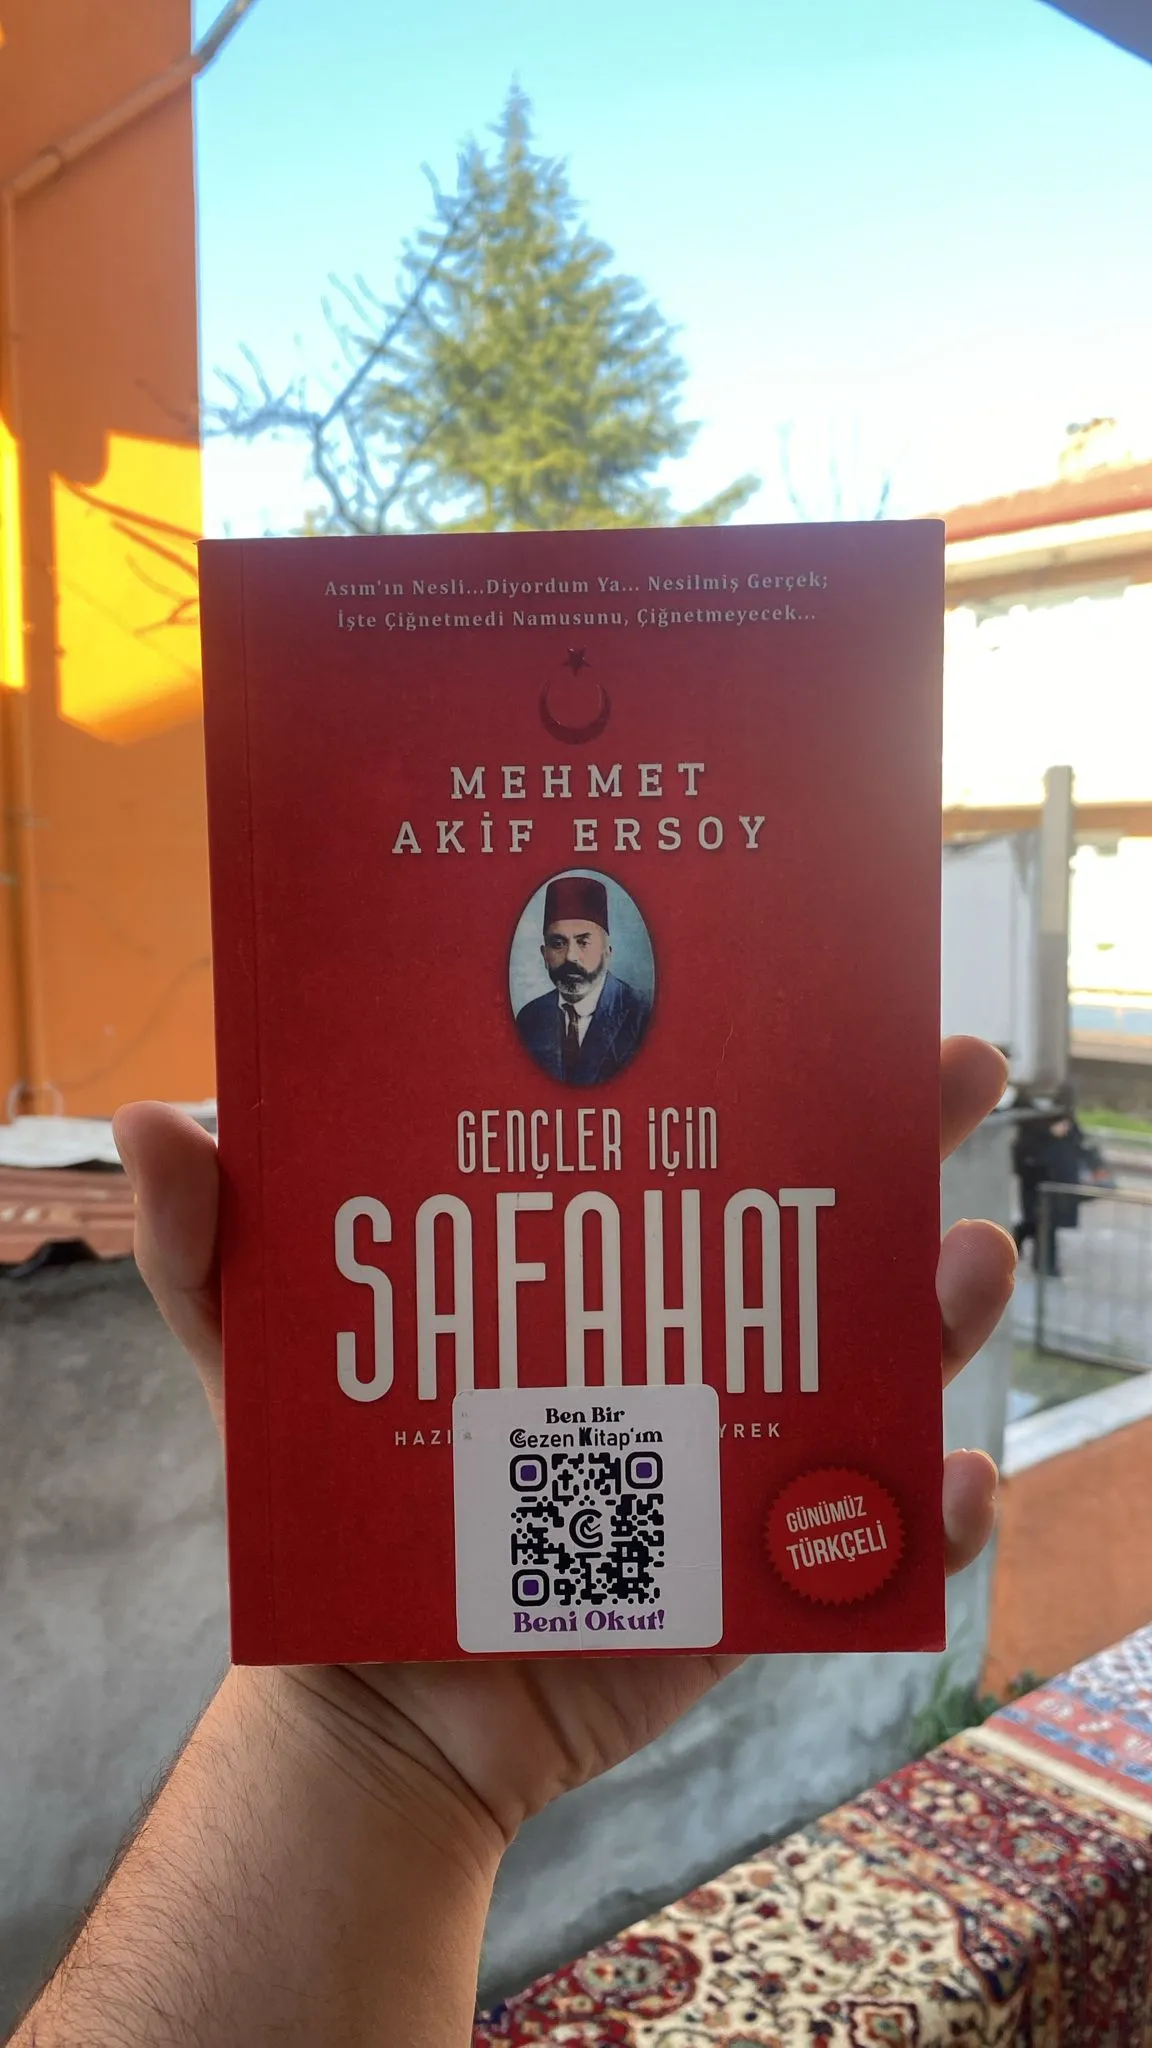 Asım'ın Nesli...Diyordum Ya... Nesilmiş Gerçek;
İşte Çiğnetmedi Namusunu, Çiğnetmeyecek...
MEHMET
AKİF ERSOY
GENÇLER İÇİN
SAFAHAT
Ben Bir
Gezen Kitap'ım
Beni Okut!
GÜNÜMÜZ
TÜRKÇELİ